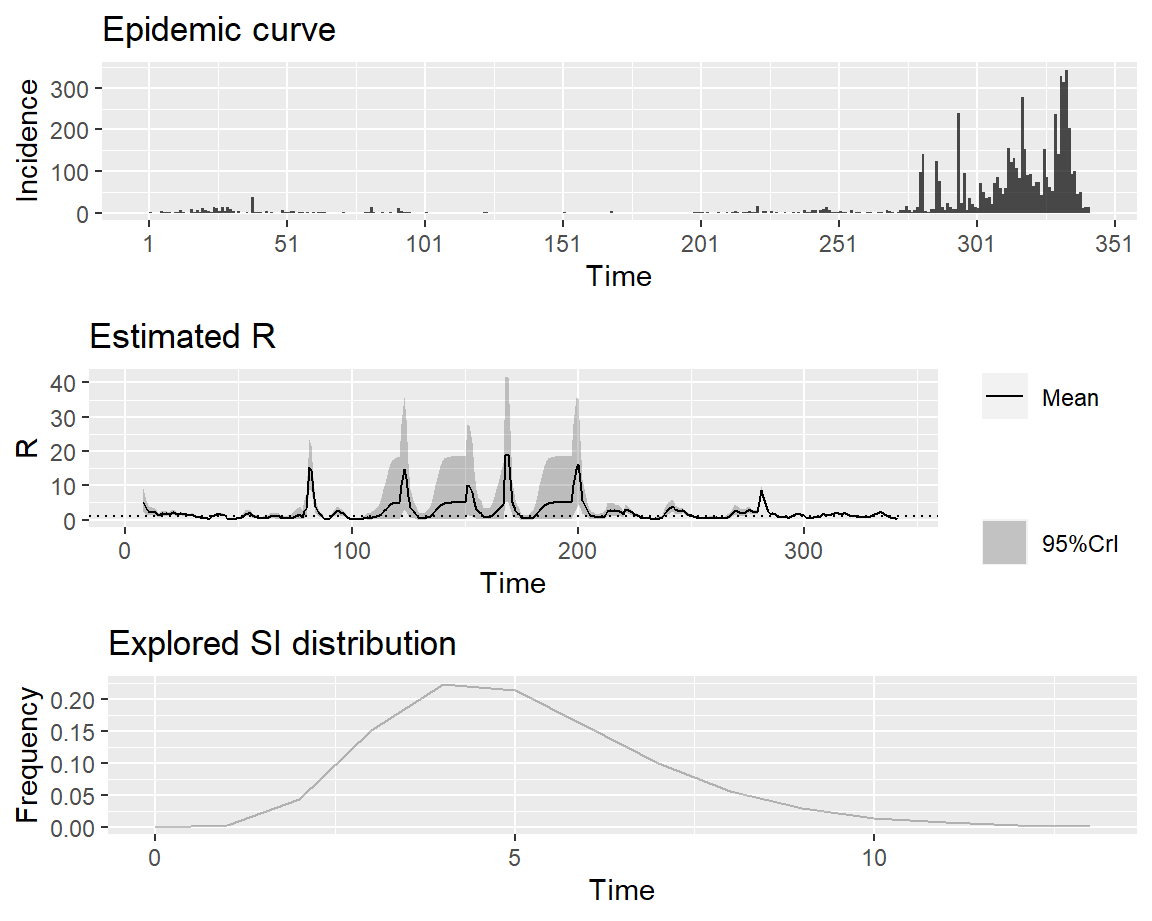 Epidemic curve
Incidence
300
200
100
0
1 51 101 151 201 251 301 351
Time
Estimated R
R
40
30
20
10
0
0 100 200 300
Time
Mean
95%CrI
Explored SI distribution
Frequency
0.20
0.15
0.10
0.05
0.00
0 5 10
Time